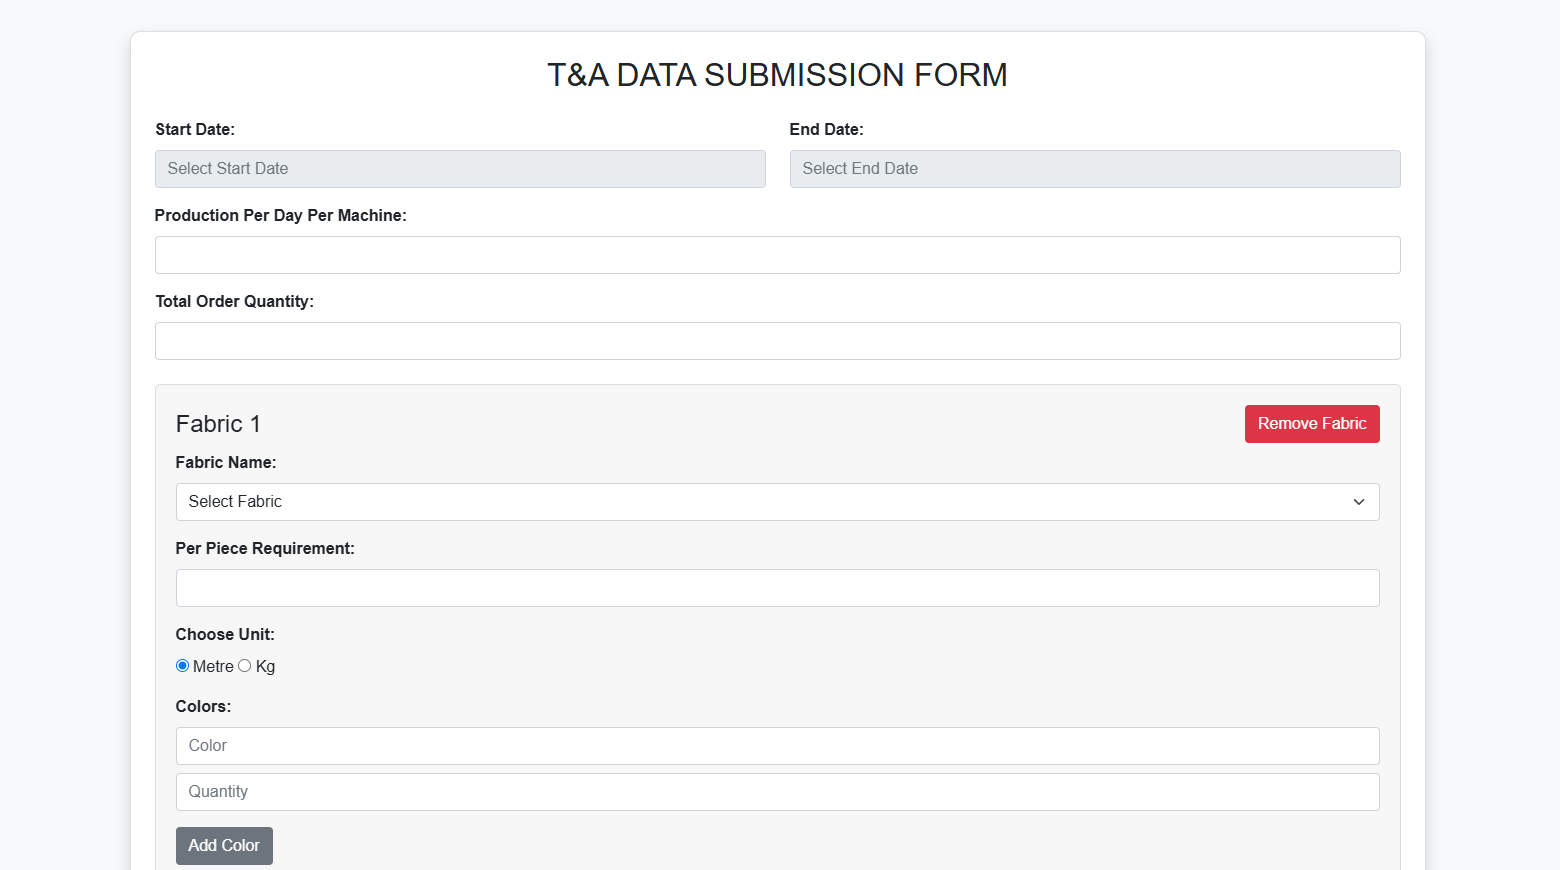 T&A DATA SUBMISSION FORM
Start Date: End Date:
Select Start Date Select End Date
Production Per Day Per Machine:
Total Order Quantity:
Fabric 1 Remove Fabric
Fabric Name:
Select Fabric
Per Piece Requirement:
Choose Unit:
Metre Kg
Colors:
Color
Quantity
Add Color